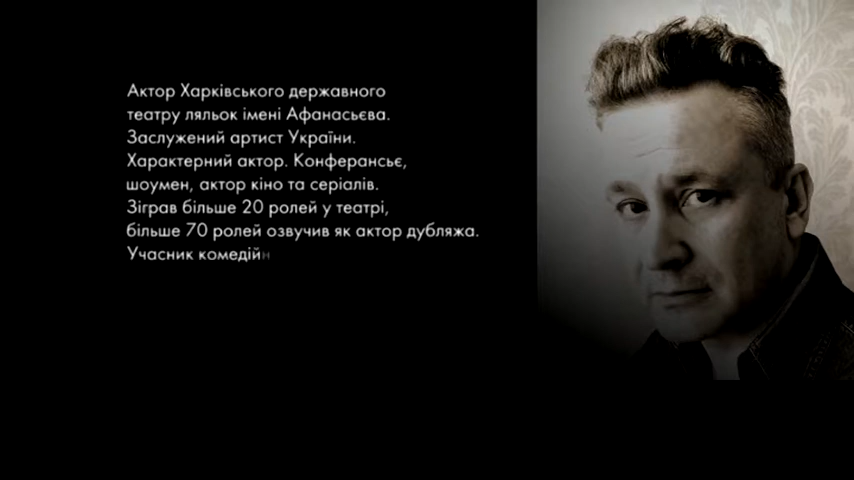 Актор Харківського державного
театру ляльок імені Афанасьєва.
Заслужений артист України.
Характерний актор. Конферансьє,
шоумен, актор кіно та серіалів.
Зіграв більше 20 ролей у театрі,
більше 70 ролей озвучив як актор дубляжа.
Учасник комедійн